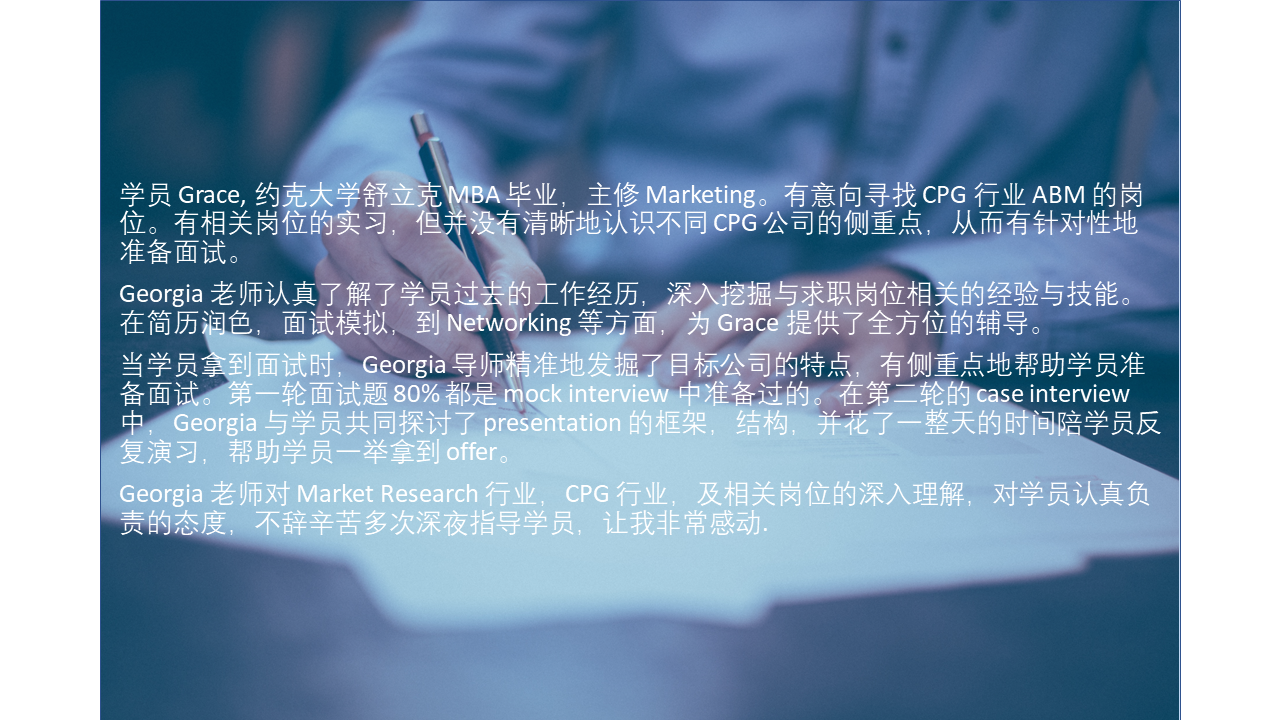 学员 Grace, 约克大学舒立克 MBA 毕业，主修 Marketing。有意向寻找 CPG 行业 ABM 的岗
位。有相关岗位的实习，但并没有清晰地认识不同 CPG 公司的侧重点，从而有针对性地
准备面试。
Georgia 老师认真了解了学员过去的工作经历，深入挖掘与求职岗位相关的经验与技能。
在简历润色，面试模拟，到 Networking 等方面，为 Grace 提供了全方位的辅导。
当学员拿到面试时，Georgia 导师精准地发掘了目标公司的特点，有侧重点地帮助学员准
备面试。第一轮面试题 80% 都是 mock interview 中准备过的。在第二轮的 case interview
中，Georgia 与学员共同探讨了 presentation 的框架，结构，并花了一整天的时间陪学员反
复演习，帮助学员一举拿到 offer。
Georgia 老师对 Market Research 行业，CPG 行业，及相关岗位的深入理解，对学员认真负
责的态度，不辞辛苦多次深夜指导学员，让我非常感动.